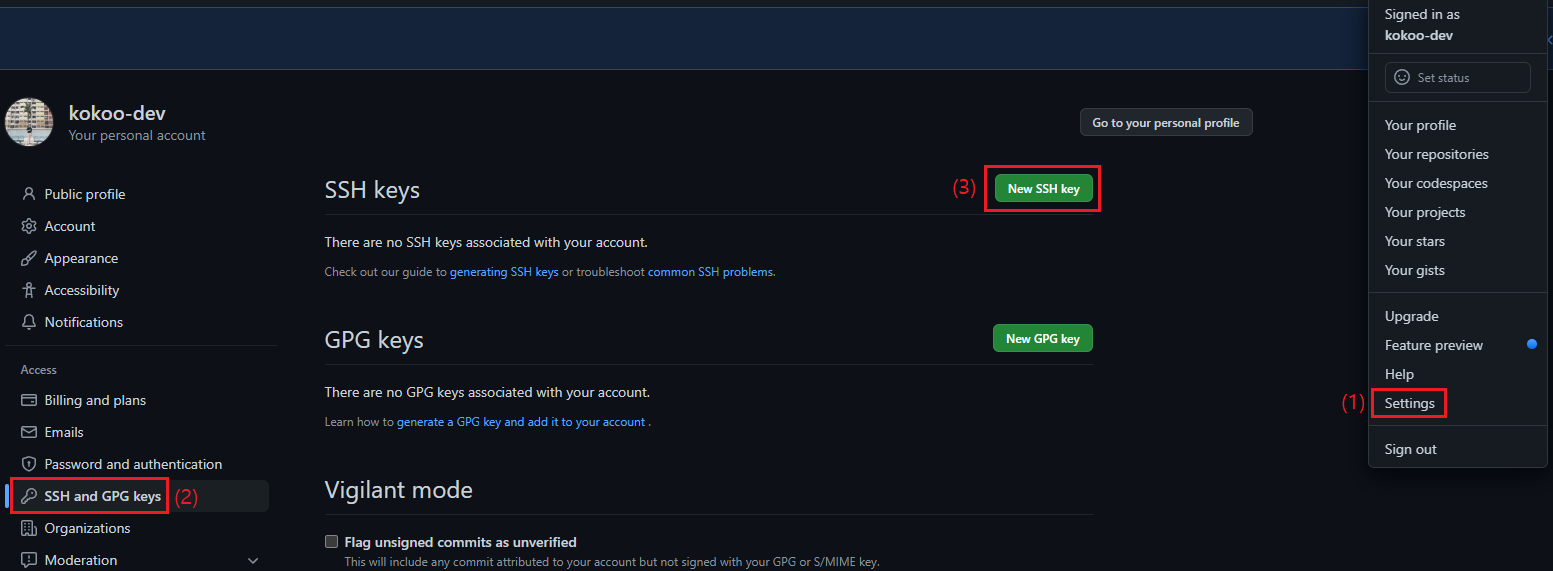 Signed in as
kokoo-dev
Set status
Your profile
Your repositories
Your codespaces
Your projects
Your stars
Your gists
Upgrade
Feature preview
Help
(1) Settings
Sign out
kokoo-dev
Your personal account
Go to your personal profile
Public profile
Account
Appearance
Accessibility
Notifications
Access
Billing and plans
Emails
Password and authentication
SSH and GPG keys (2)
Organizations
Moderation
SSH keys
(3) New SSH key
There are no SSH keys associated with your account.
Check out our guide to generating SSH keys or troubleshoot common SSH problems.
GPG keys
New GPG key
There are no GPG keys associated with your account.
Learn how to generate a GPG key and add it to your account .
Vigilant mode
Flag unsigned commits as unverified
This will include any commit attributed to your account but not signed with your GPG or S/MIME key.